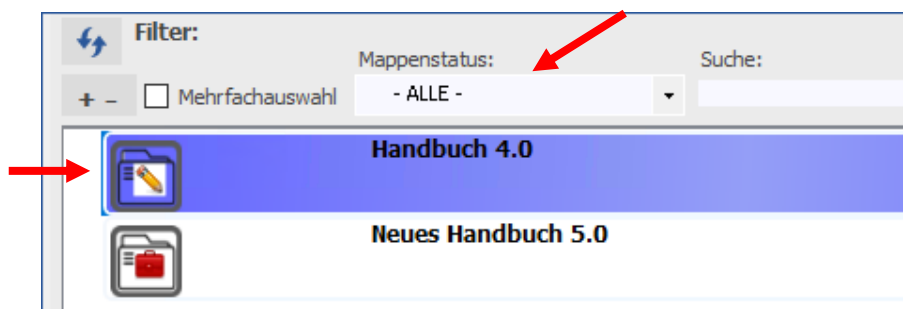 Filter:
Mappenstatus:
Suche:
+ -
Mehrfachauswahl
- ALLE -
Handbuch 4.0
Neues Handbuch 5.0